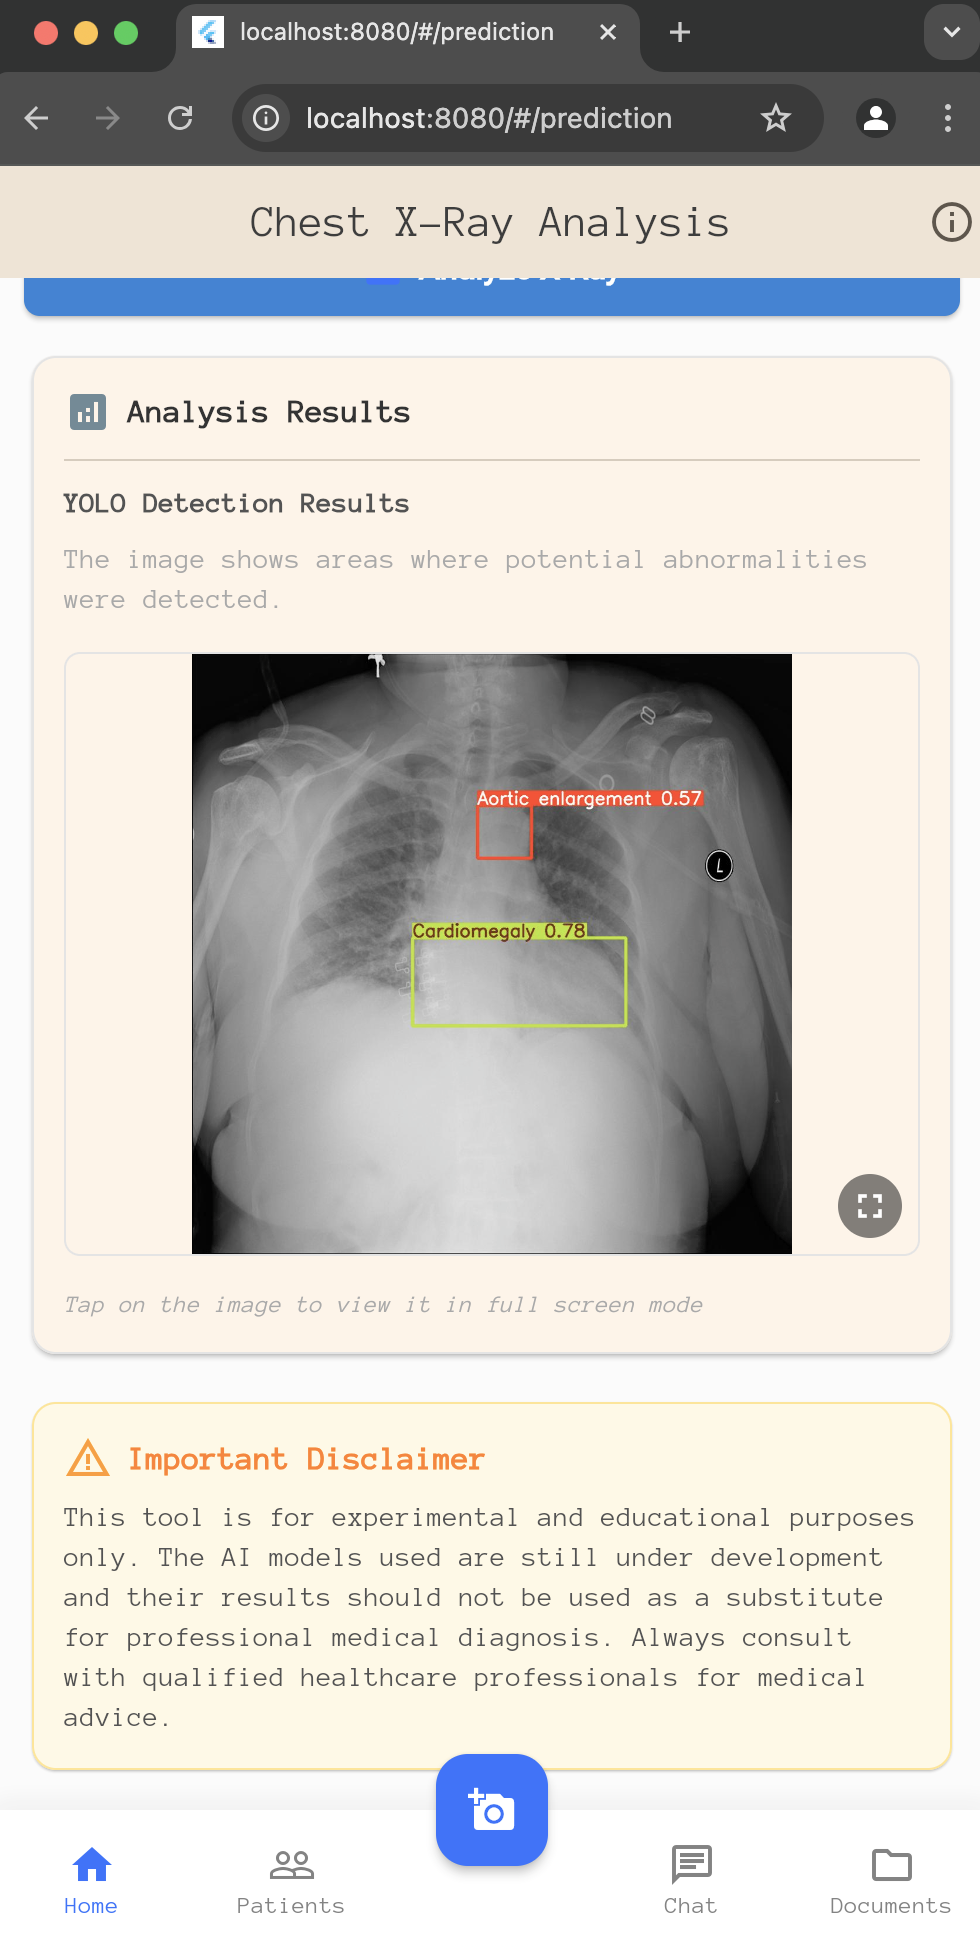 localhost:8080/#/prediction
localhost:8080/#/prediction
Chest X-Ray Analysis
Analyze X-Ray
Analysis Results
YOLO Detection Results
The image shows areas where potential abnormalities
were detected.
Aortic enlargement 0.57
L
Cardiomegaly 0.78
Tap on the image to view it in full screen mode
Important Disclaimer
This tool is for experimental and educational purposes
only. The AI models used are still under development
and their results should not be used as a substitute
for professional medical diagnosis. Always consult
with qualified healthcare professionals for medical
advice.
Home
Patients
Chat
Documents